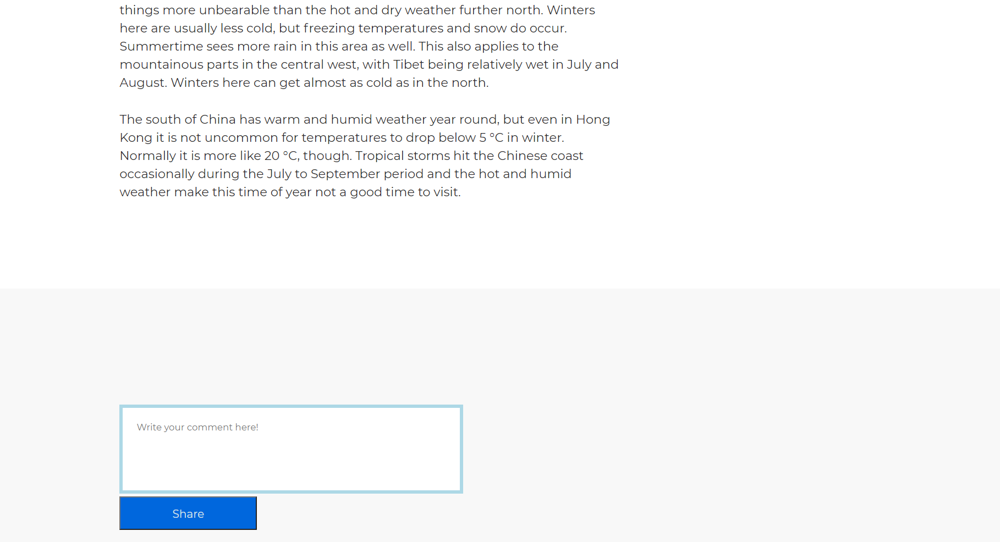 things more unbearable than the hot and dry weather further north. Winters
here are usually less cold, but freezing temperatures and snow do occur.
Summertime sees more rain in this area as well. This also applies to the
mountainous parts in the central west, with Tibet being relatively wet in July and
August. Winters here can get almost as cold as in the north.
The south of China has warm and humid weather year round, but even in Hong
Kong it is not uncommon for temperatures to drop below 5 °C in winter.
Normally it is more like 20 °C, though. Tropical storms hit the Chinese coast
occasionally during the July to September period and the hot and humid
weather make this time of year not a good time to visit.
Write your comment here!
Share